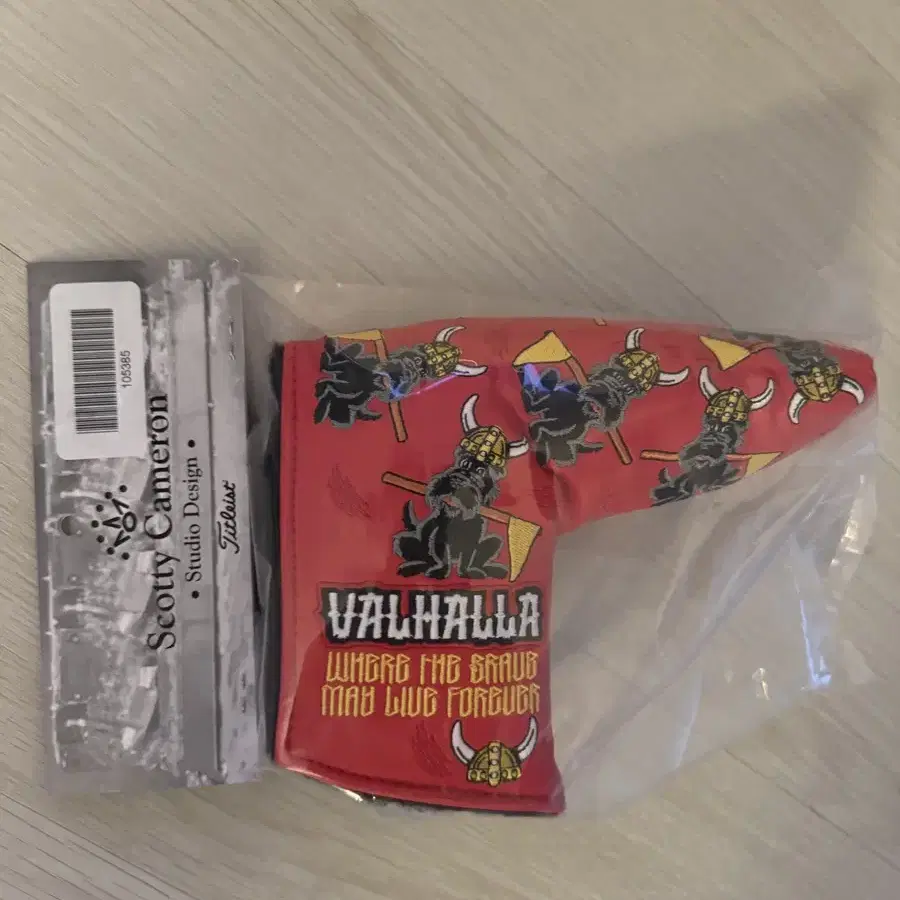 105385
Scotty Cameron
• Studio Design •
Titleist
VALHALLA
WHERE THE BRAVE
MAY LIVE FOREVER